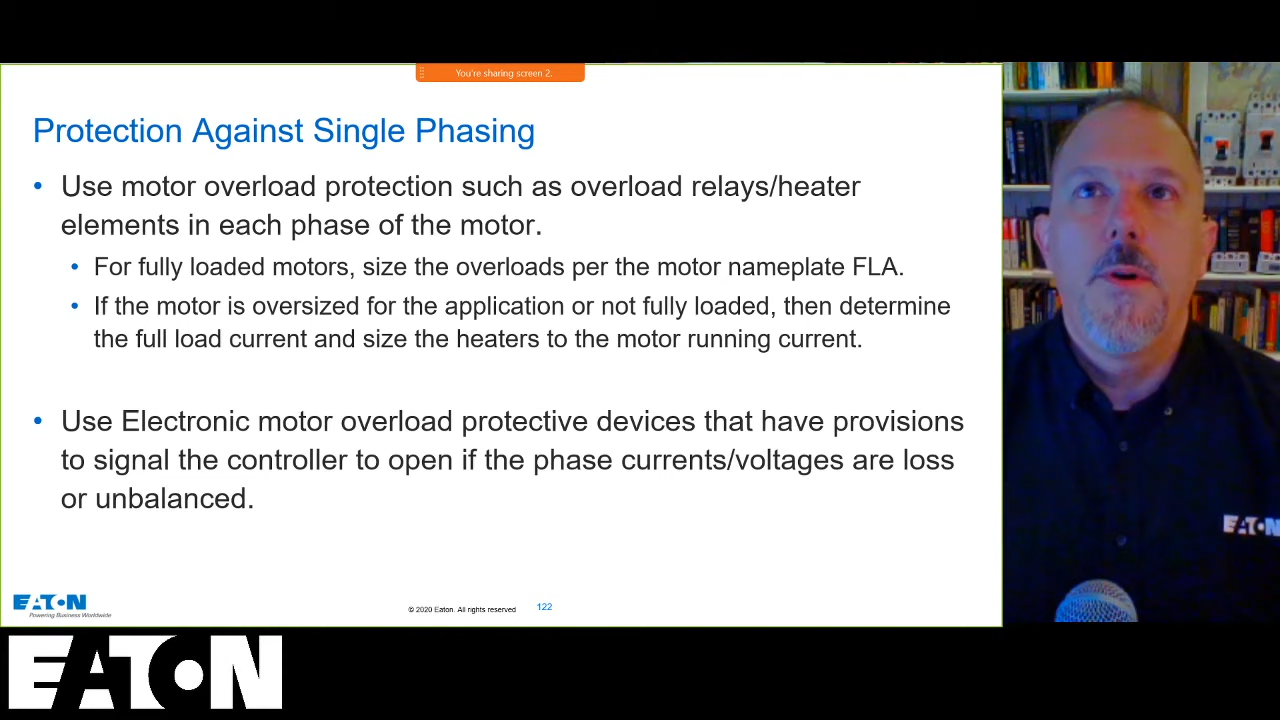 You're sharing screen 2.
Protection Against Single Phasing
• Use motor overload protection such as overload relays/heater
elements in each phase of the motor.
• For fully loaded motors, size the overloads per the motor nameplate FLA.
• If the motor is oversized for the application or not fully loaded, then determine
the full load current and size the heaters to the motor running current.
• Use Electronic motor overload protective devices that have provisions
to signal the controller to open if the phase currents/voltages are loss
or unbalanced.
EATON
Powering Business Worldwide
© 2020 Eaton. All rights reserved
122
EATON
EATON